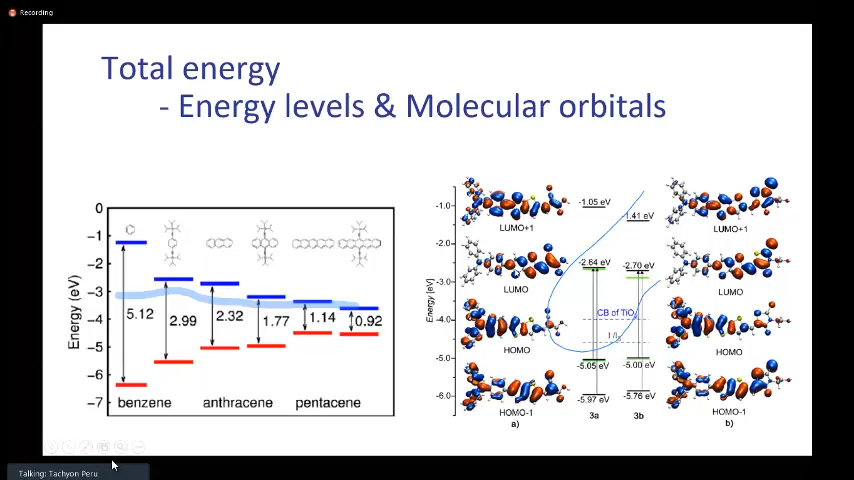 Recording
Total energy
- Energy levels & Molecular orbitals
0
-1
-2
-3
-4
-5
-6
-7
Energy (eV)
5.12
2.99
2.32
1.77
1.14
0.92
benzene
anthracene
pentacene
-1.0
-2.0
-3.0
-4.0
-5.0
-6.0
Energy [eV]
LUMO+1
LUMO
HOMO
HOMO-1
a)
-1.05 eV
-2.64 eV
-5.05 eV
-5.97 eV
3a
1.41 eV
-2.70 eV
CB of TiO
-5.00 eV
-5.76 eV
3b
LUMO+1
LUMO
HOMO
HOMO-1
b)
Talking: Tachyon Peru